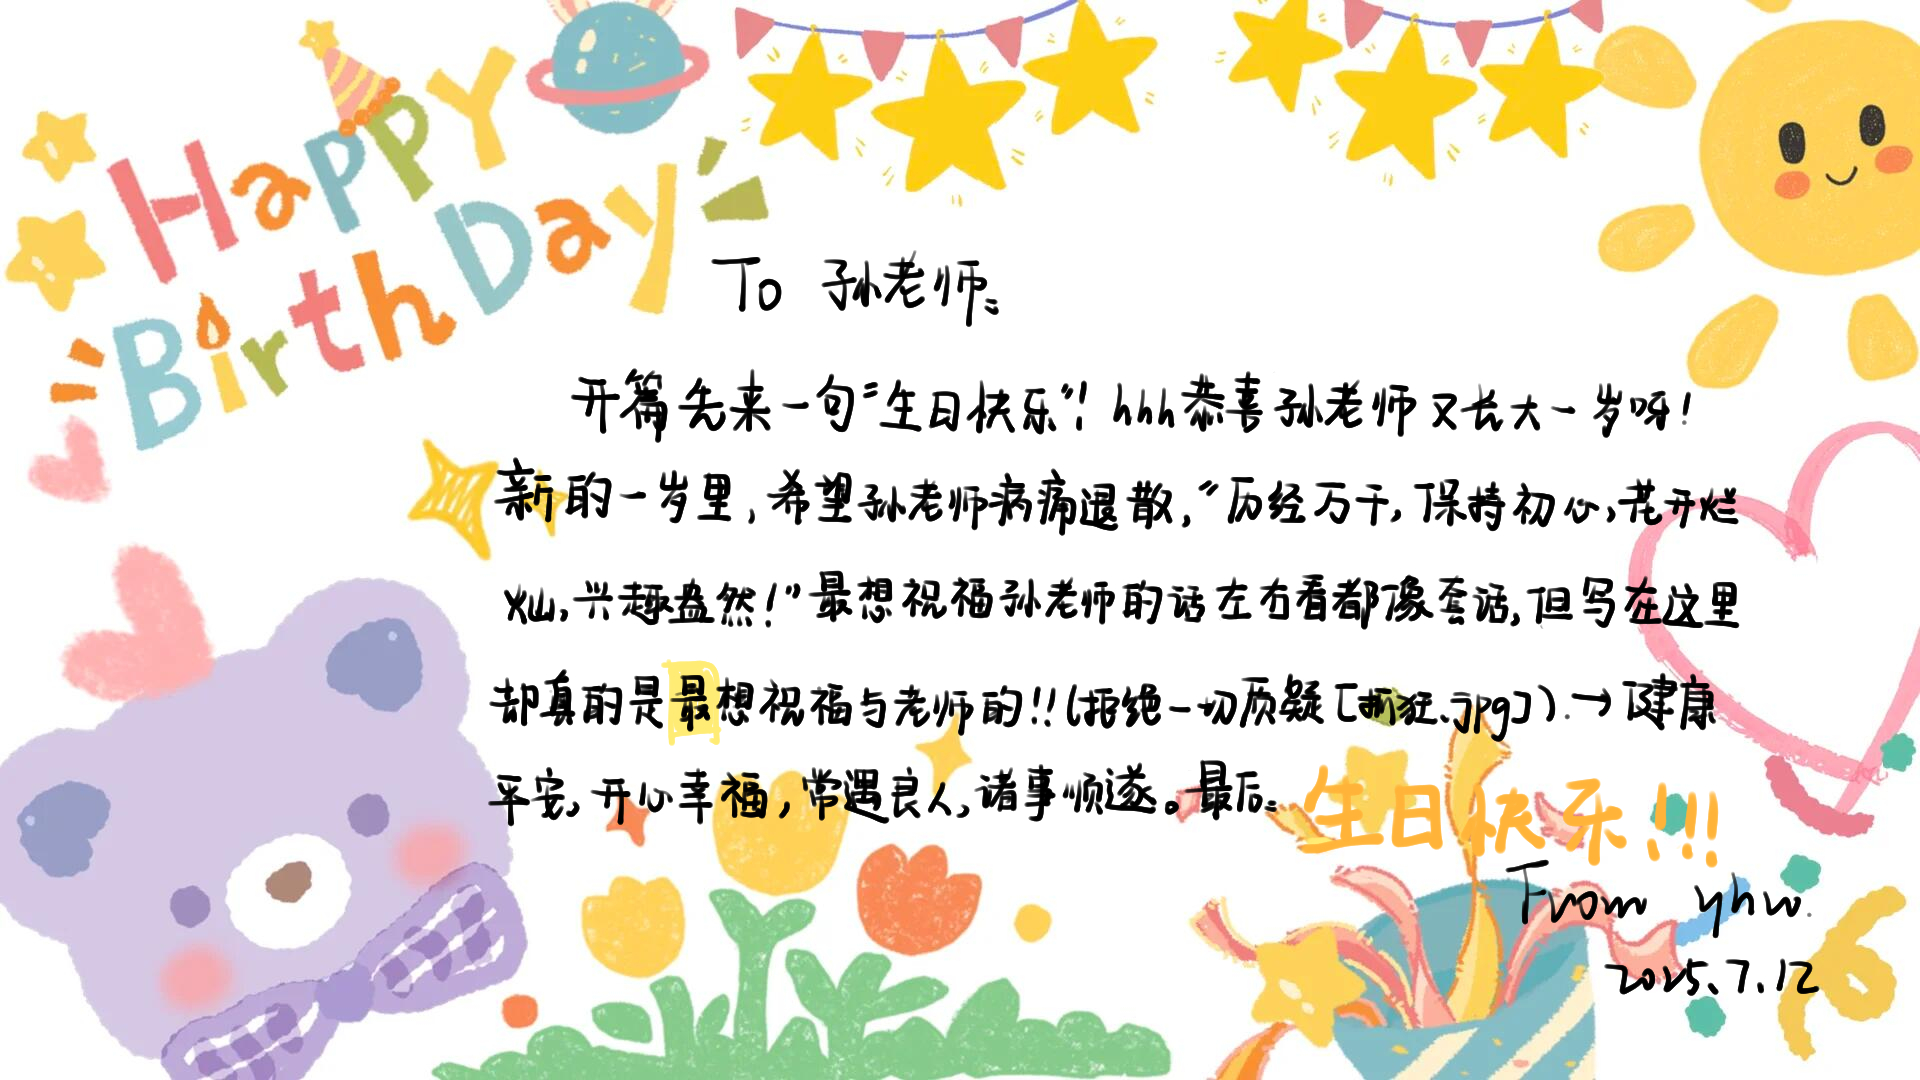 Happy
Birth Day
To 孙老师:
开篇先来一句“生日快乐”! hhh恭喜孙老师又长大一岁呀!
新的一岁里,希望孙老师病痛退散,“历经万千,保持初心,花开烂
灿,兴趣盎然!”最想祝福孙老师的话左右看都像套话,但写在这里
却真的是最想祝福与老师的!!(拒绝一切质疑[抓狂.jpg]).→健康
平安,开心幸福,常遇良人,诸事顺遂。最后:生日快乐!!!
From yhw.
2025.7.12